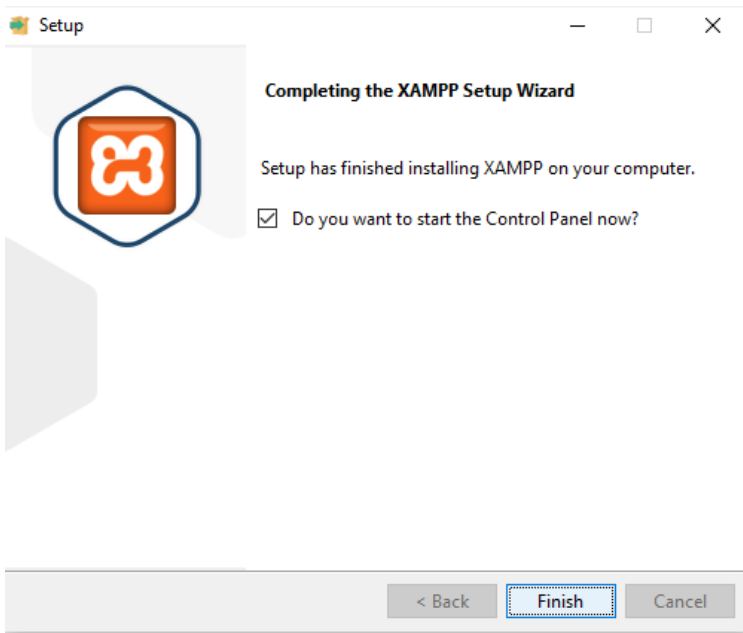 Setup
Completing the XAMPP Setup Wizard
Setup has finished installing XAMPP on your computer.
Do you want to start the Control Panel now?
< Back
Finish
Cancel